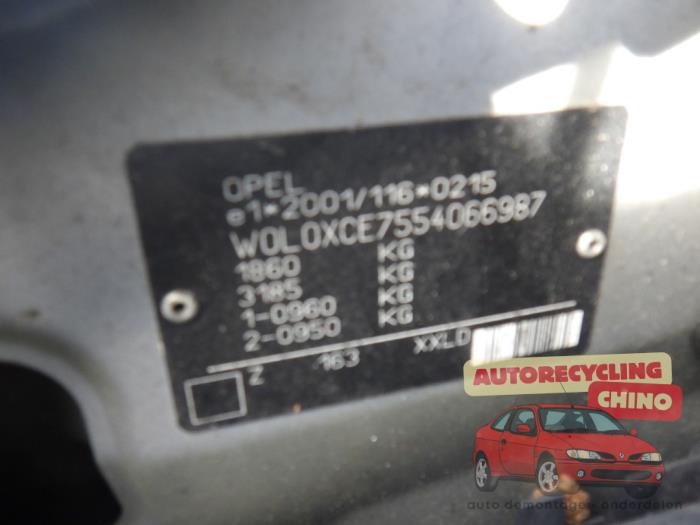 OPEL
e1*2001/116*0215
W0L0XCE7554066987
1860 KG
3185 KG
1-0960 KG
2-0950 KG
Z 163 XXLD
AUTORECYCLING
CHINO
auto demontage - onderdelen